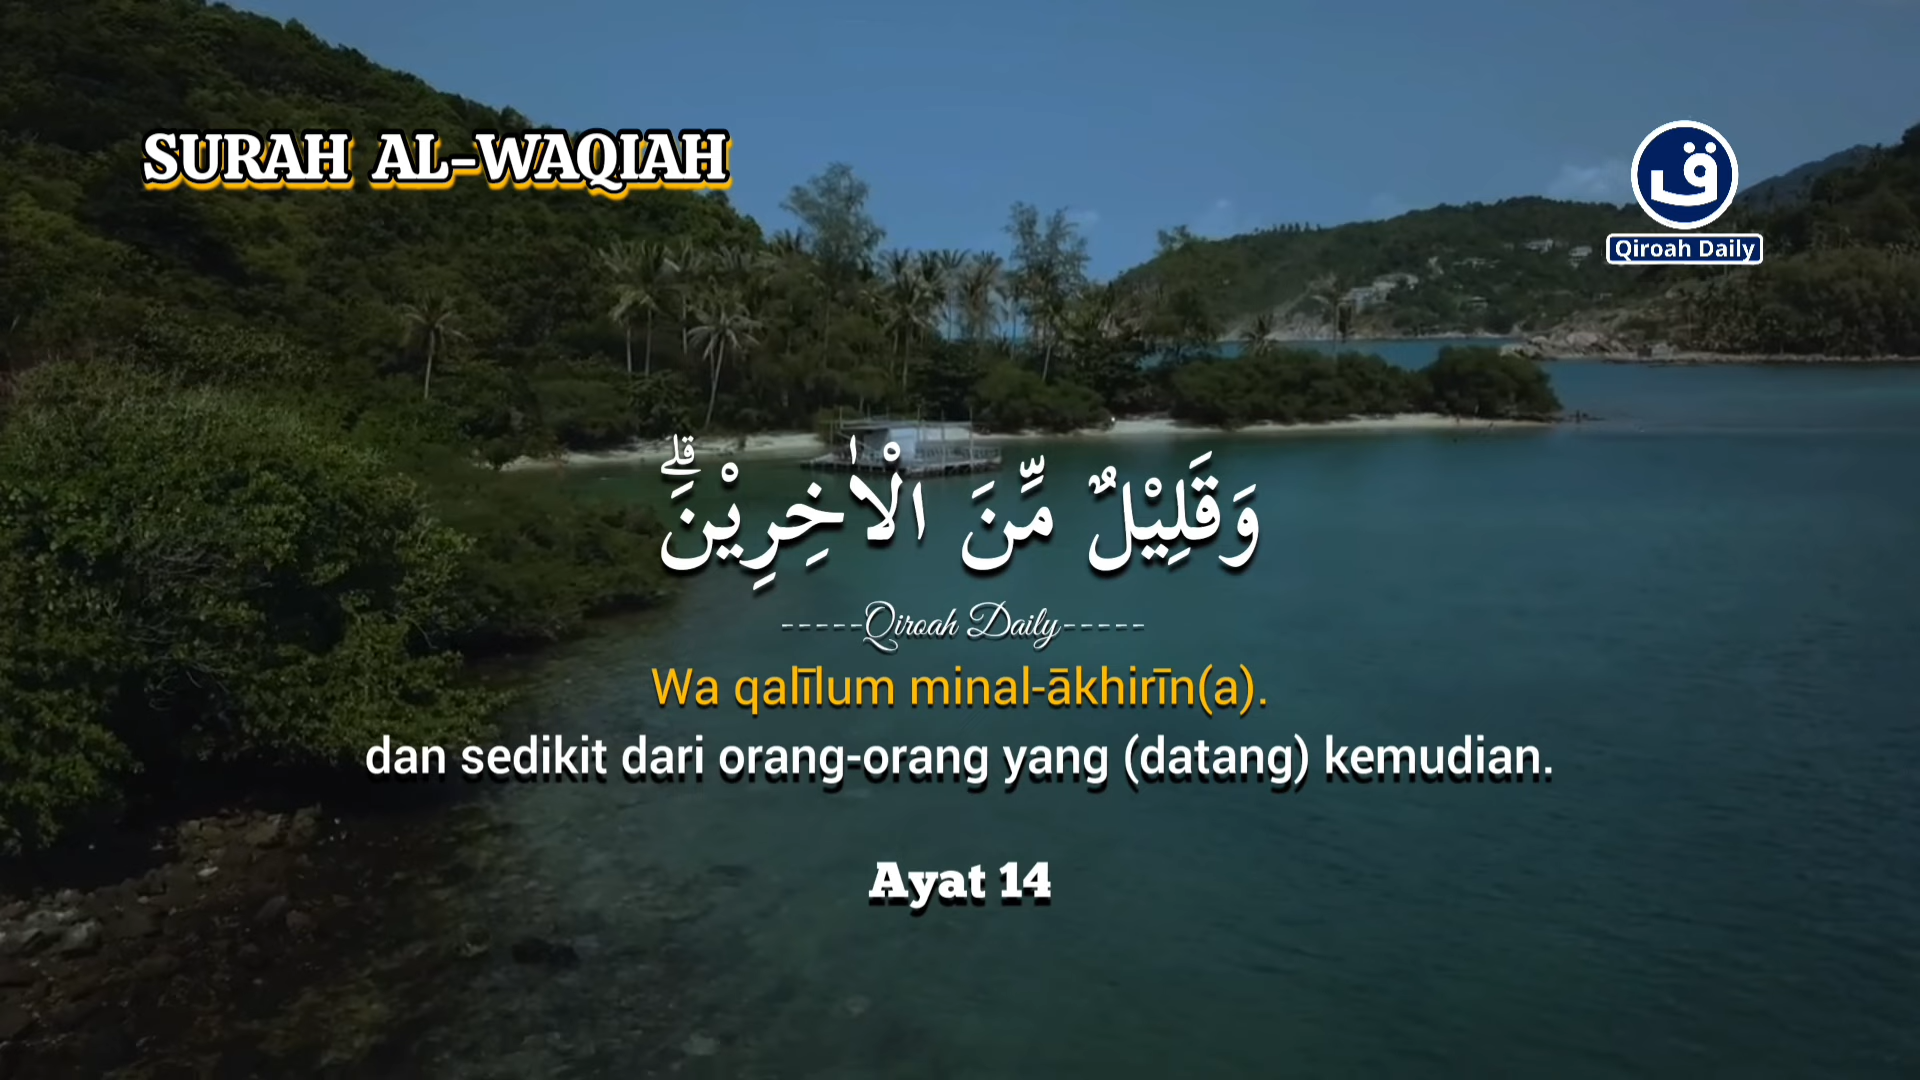 SURAH AL-WAQIAH
ق
Qiroah Daily
وَقَلِيْلٌ مِّنَ الْاٰخِرِيْنَۗ
-----Qiroah Daily-----
Wa qalīlum minal-ākhirīn(a).
dan sedikit dari orang-orang yang (datang) kemudian.
Ayat 14